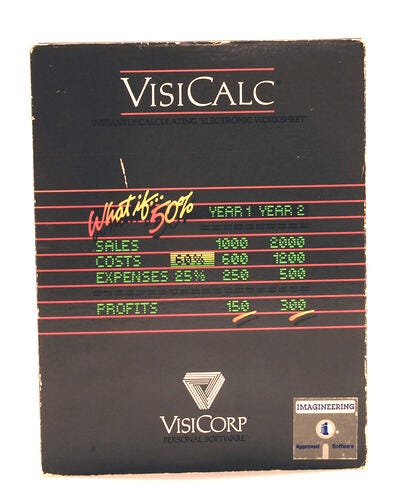 VISICALC
INSTANTLY CALCULATING "ELECTRONIC WORKSHEET"
What if... 50%
YEAR 1 YEAR 2
SALES 1000 2000
COSTS 60% 600 1200
EXPENSES 25% 250 500
PROFITS 150 300
VISICORP
PERSONAL SOFTWARE™
IMAGINEERING
i
Approved Software